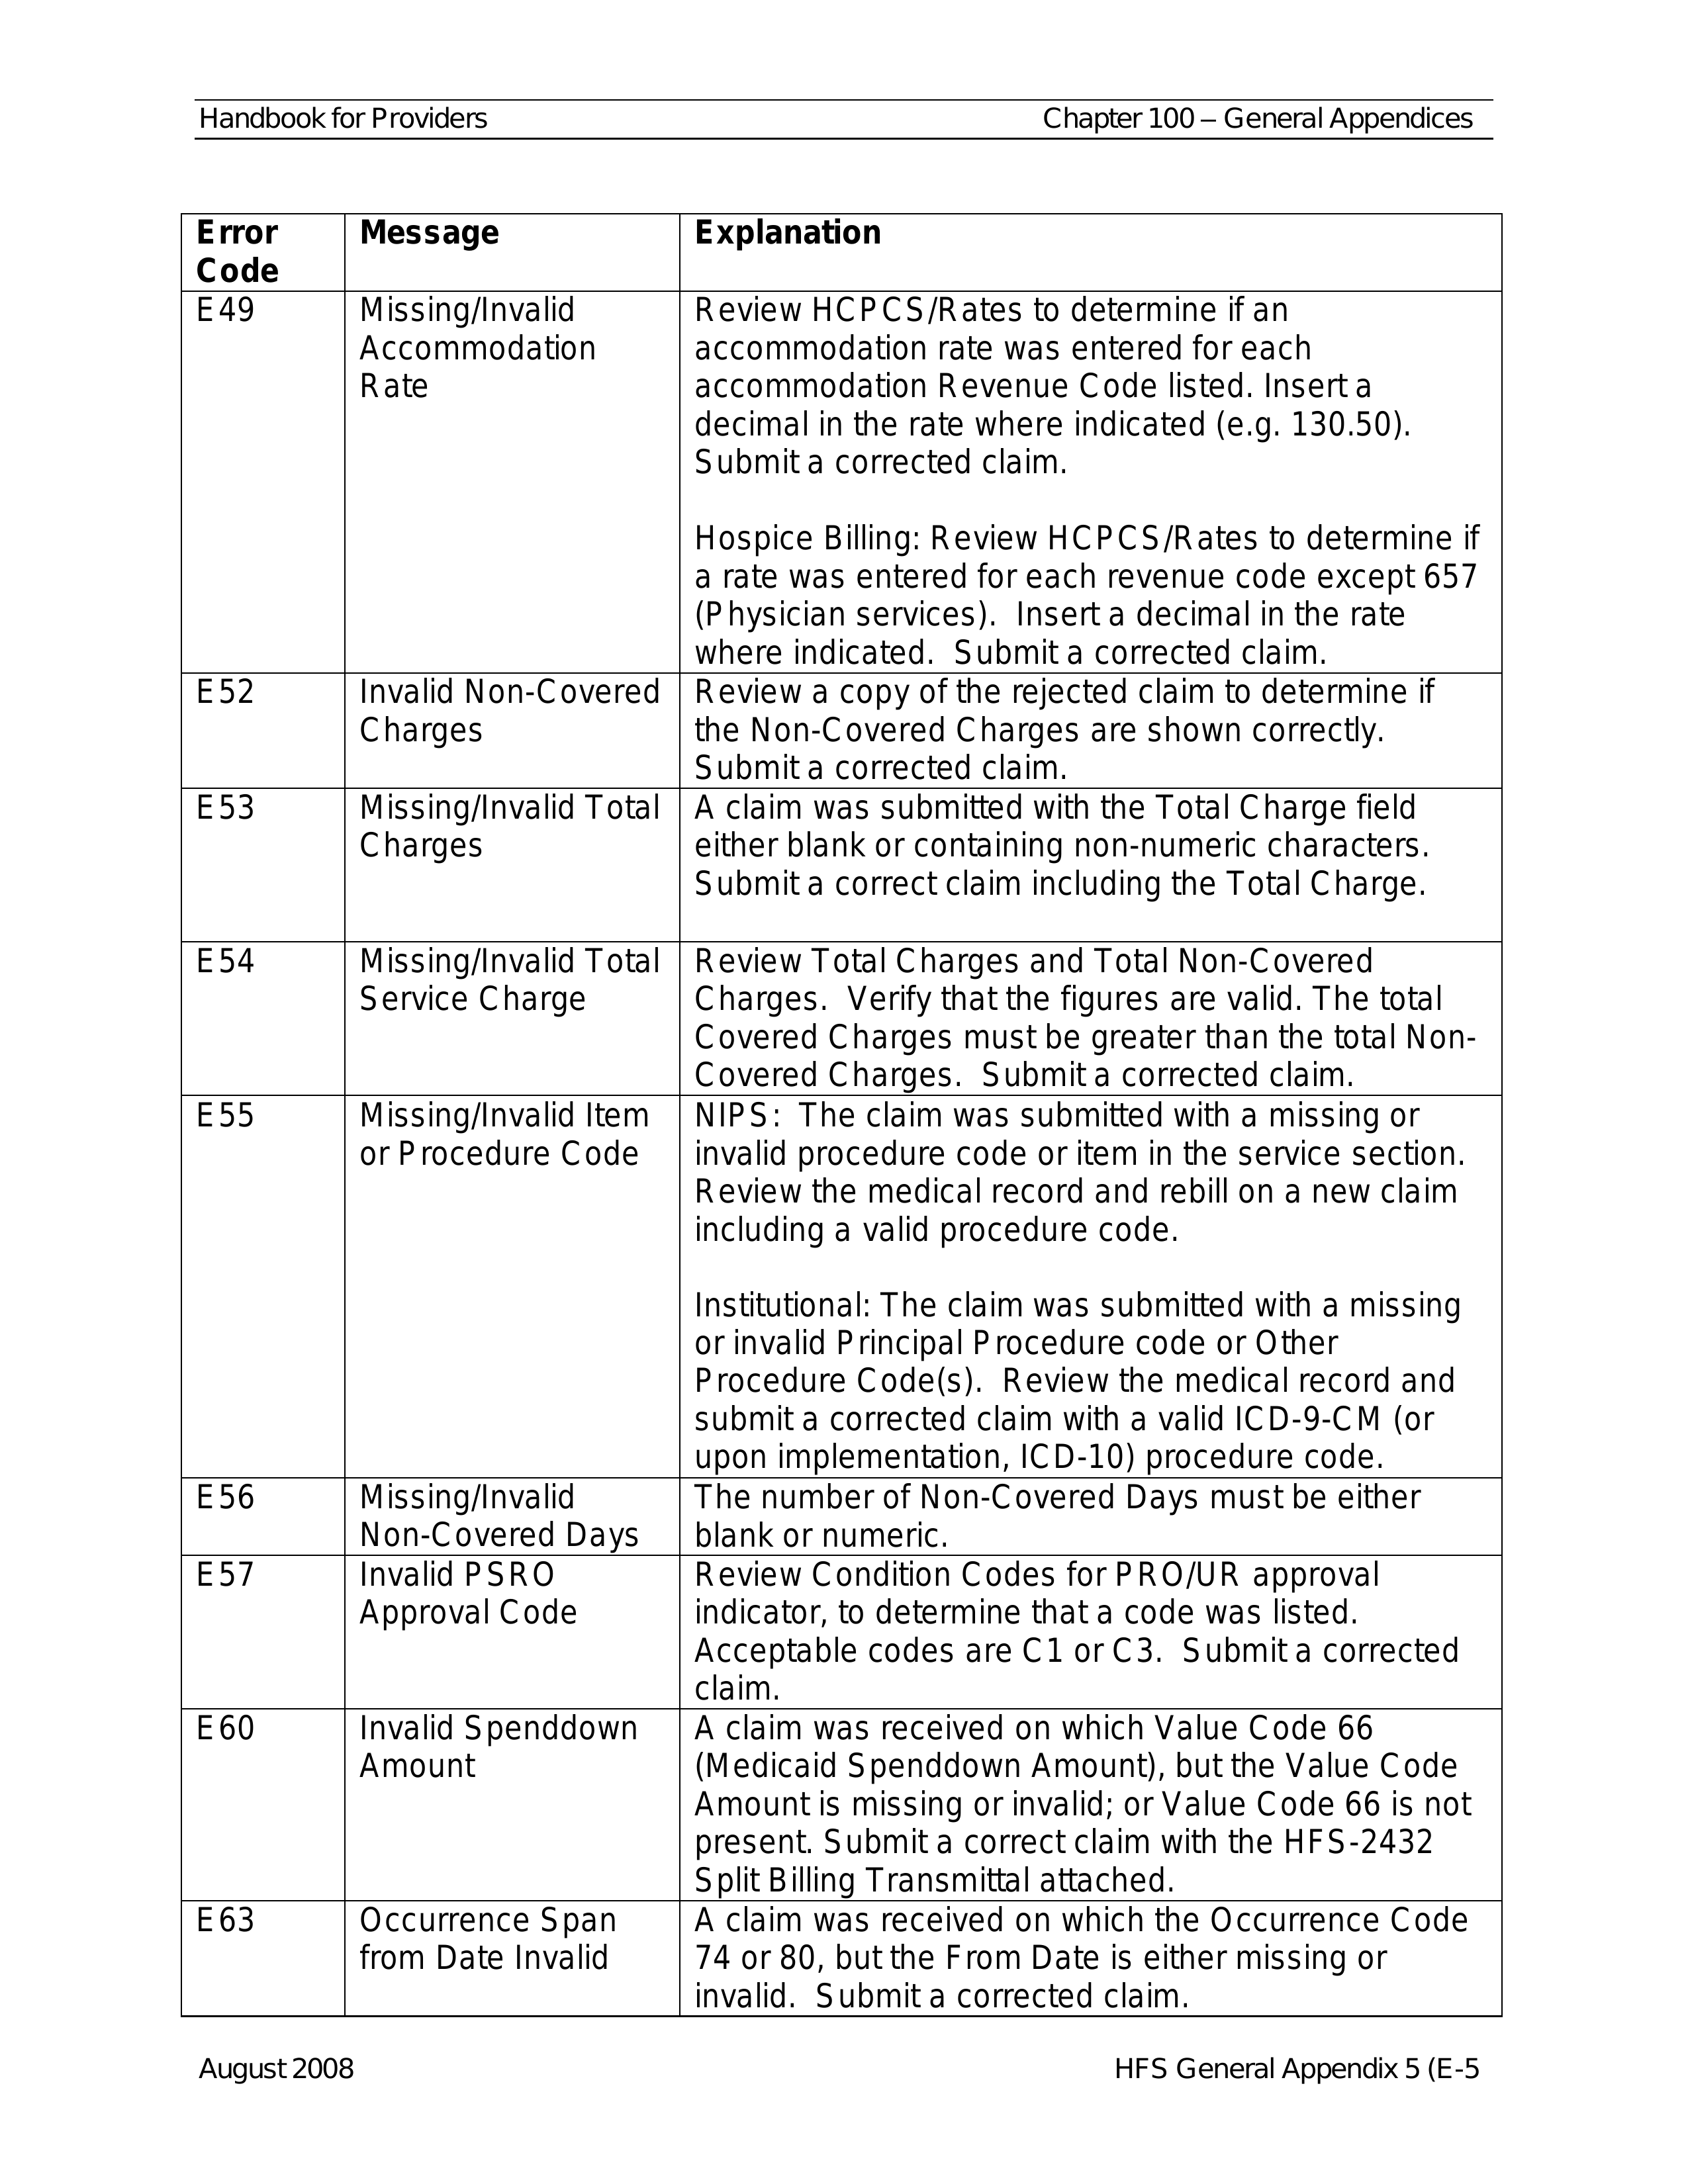 Handbook for Providers Chapter 100 – General Appendices
Error Code Message Explanation
E49 Missing/Invalid Accommodation Rate
Review HCPCS/Rates to determine if an
accommodation rate was entered for each
accommodation Revenue Code listed. Insert a
decimal in the rate where indicated (e.g. 130.50).
Submit a corrected claim.
Hospice Billing: Review HCPCS/Rates to determine if
a rate was entered for each revenue code except 657
(Physician services).  Insert a decimal in the rate
where indicated.  Submit a corrected claim.
E52 Invalid Non-Covered Charges
Review a copy of the rejected claim to determine if
the Non-Covered Charges are shown correctly.
Submit a corrected claim.
E53 Missing/Invalid Total Charges
A claim was submitted with the Total Charge field
either blank or containing non-numeric characters.
Submit a correct claim including the Total Charge.
E54 Missing/Invalid Total Service Charge
Review Total Charges and Total Non-Covered
Charges.  Verify that the figures are valid. The total
Covered Charges must be greater than the total Non-
Covered Charges.  Submit a corrected claim.
E55 Missing/Invalid Item or Procedure Code
NIPS:  The claim was submitted with a missing or
invalid procedure code or item in the service section.
Review the medical record and rebill on a new claim
including a valid procedure code.
Institutional: The claim was submitted with a missing
or invalid Principal Procedure code or Other
Procedure Code(s).  Review the medical record and
submit a corrected claim with a valid ICD-9-CM (or
upon implementation, ICD-10) procedure code.
E56 Missing/Invalid Non-Covered Days
The number of Non-Covered Days must be either
blank or numeric.
E57 Invalid PSRO Approval Code
Review Condition Codes for PRO/UR approval
indicator, to determine that a code was listed.
Acceptable codes are C1 or C3.  Submit a corrected
claim.
E60 Invalid Spenddown Amount
A claim was received on which Value Code 66
(Medicaid Spenddown Amount), but the Value Code
Amount is missing or invalid; or Value Code 66 is not
present. Submit a correct claim with the HFS-2432
Split Billing Transmittal attached.
E63 Occurrence Span from Date Invalid
A claim was received on which the Occurrence Code
74 or 80, but the From Date is either missing or
invalid.  Submit a corrected claim.
August 2008 HFS General Appendix 5 (E-5